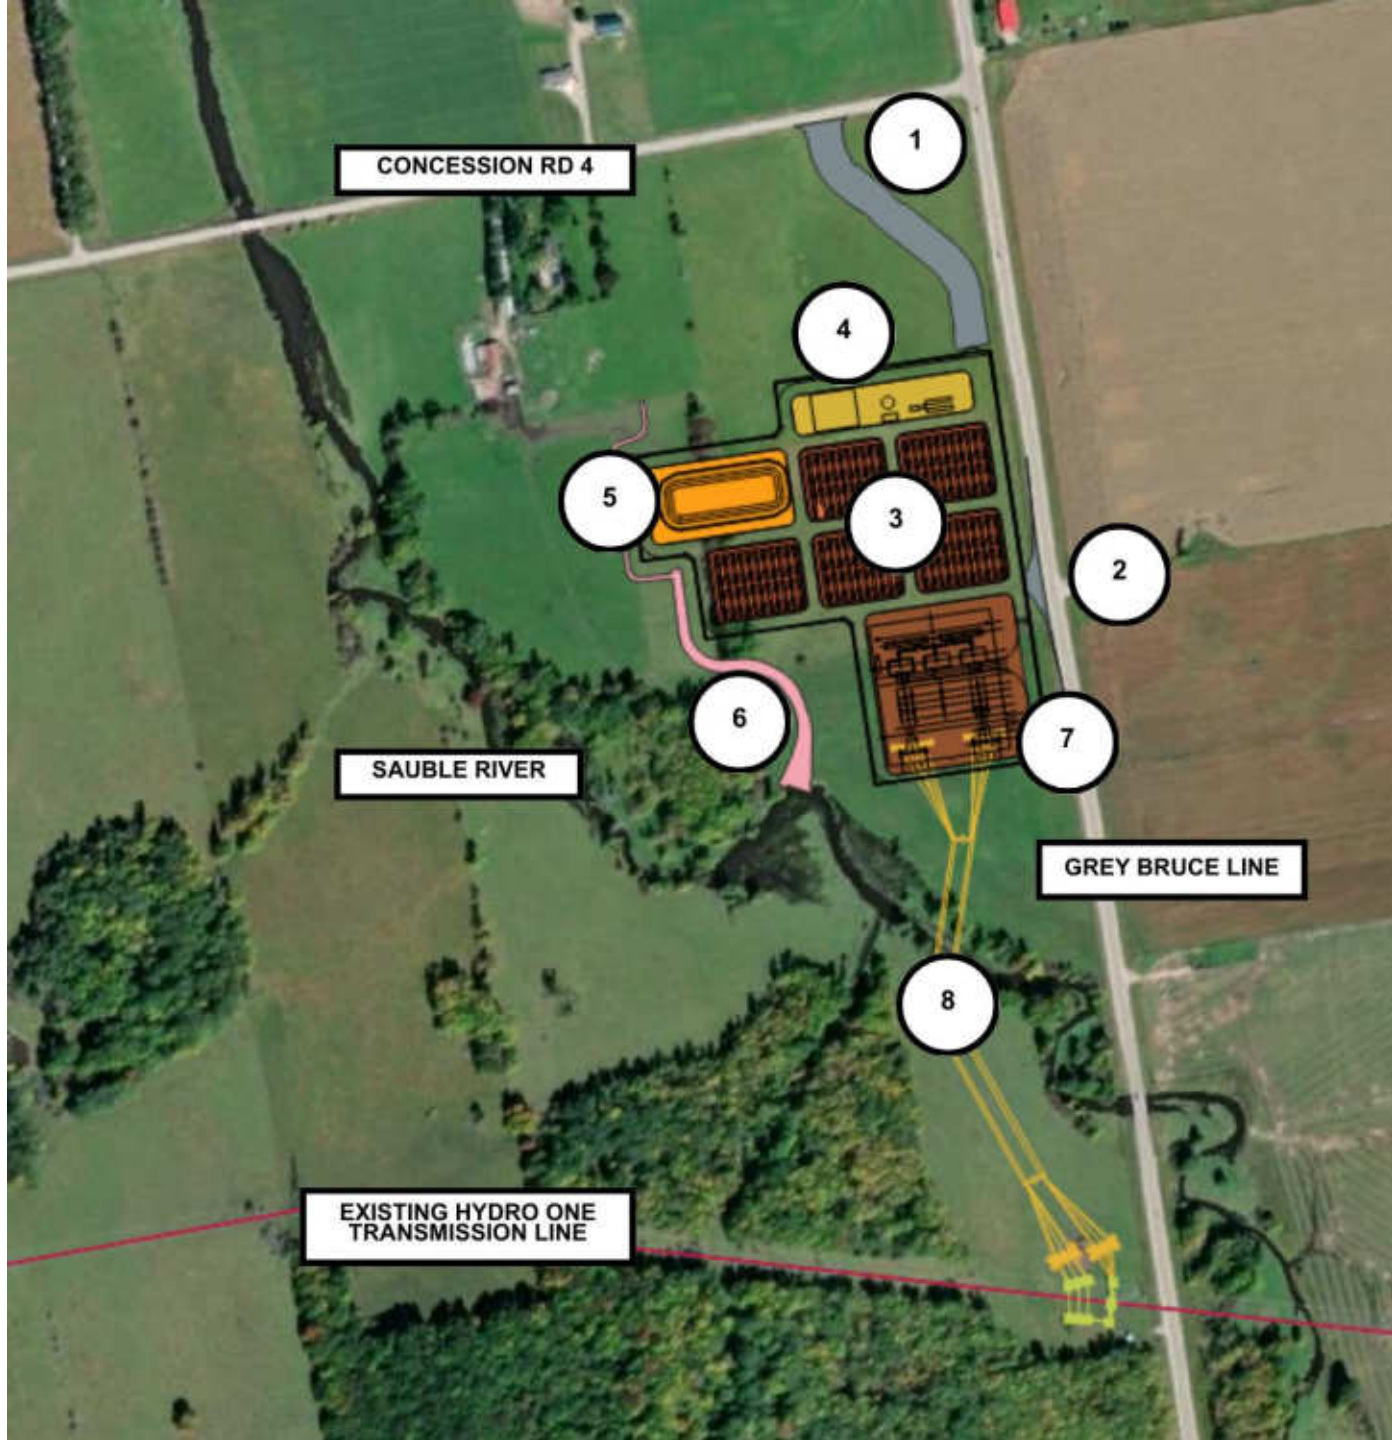 1
CONCESSION RD 4
4
5
3
2
6
7
SAUBLE RIVER
GREY BRUCE LINE
8
EXISTING HYDRO ONE
TRANSMISSION LINE